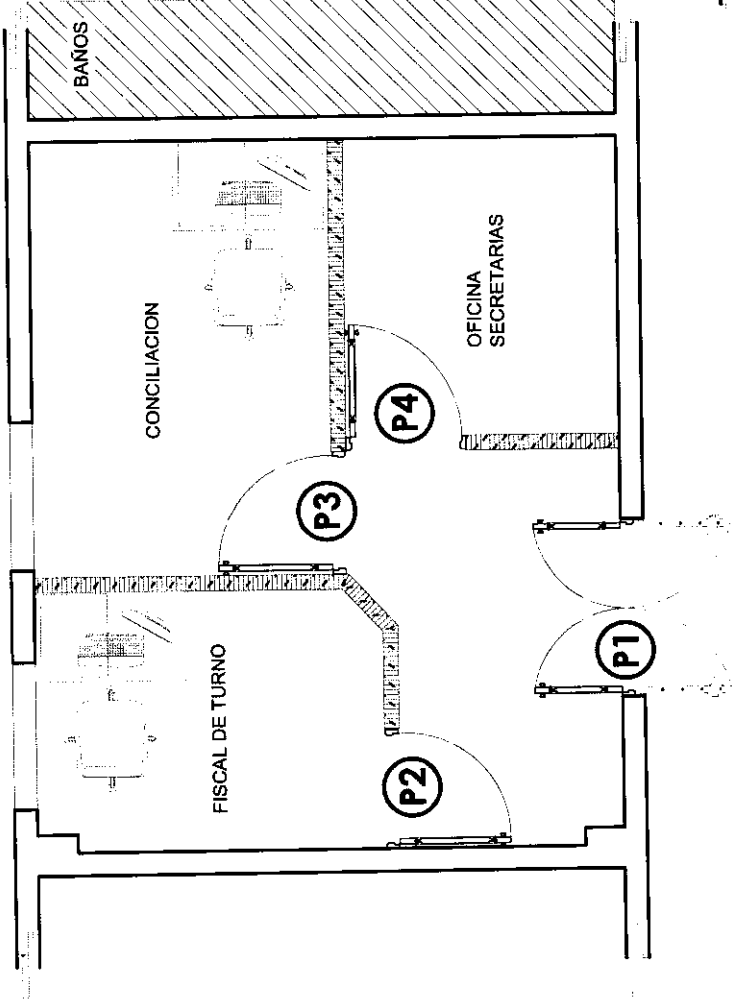 BAÑOS
CONCILIACION
OFICINA
SECRETARIAS
P4
P3
FISCAL DE TURNO
P2
P1